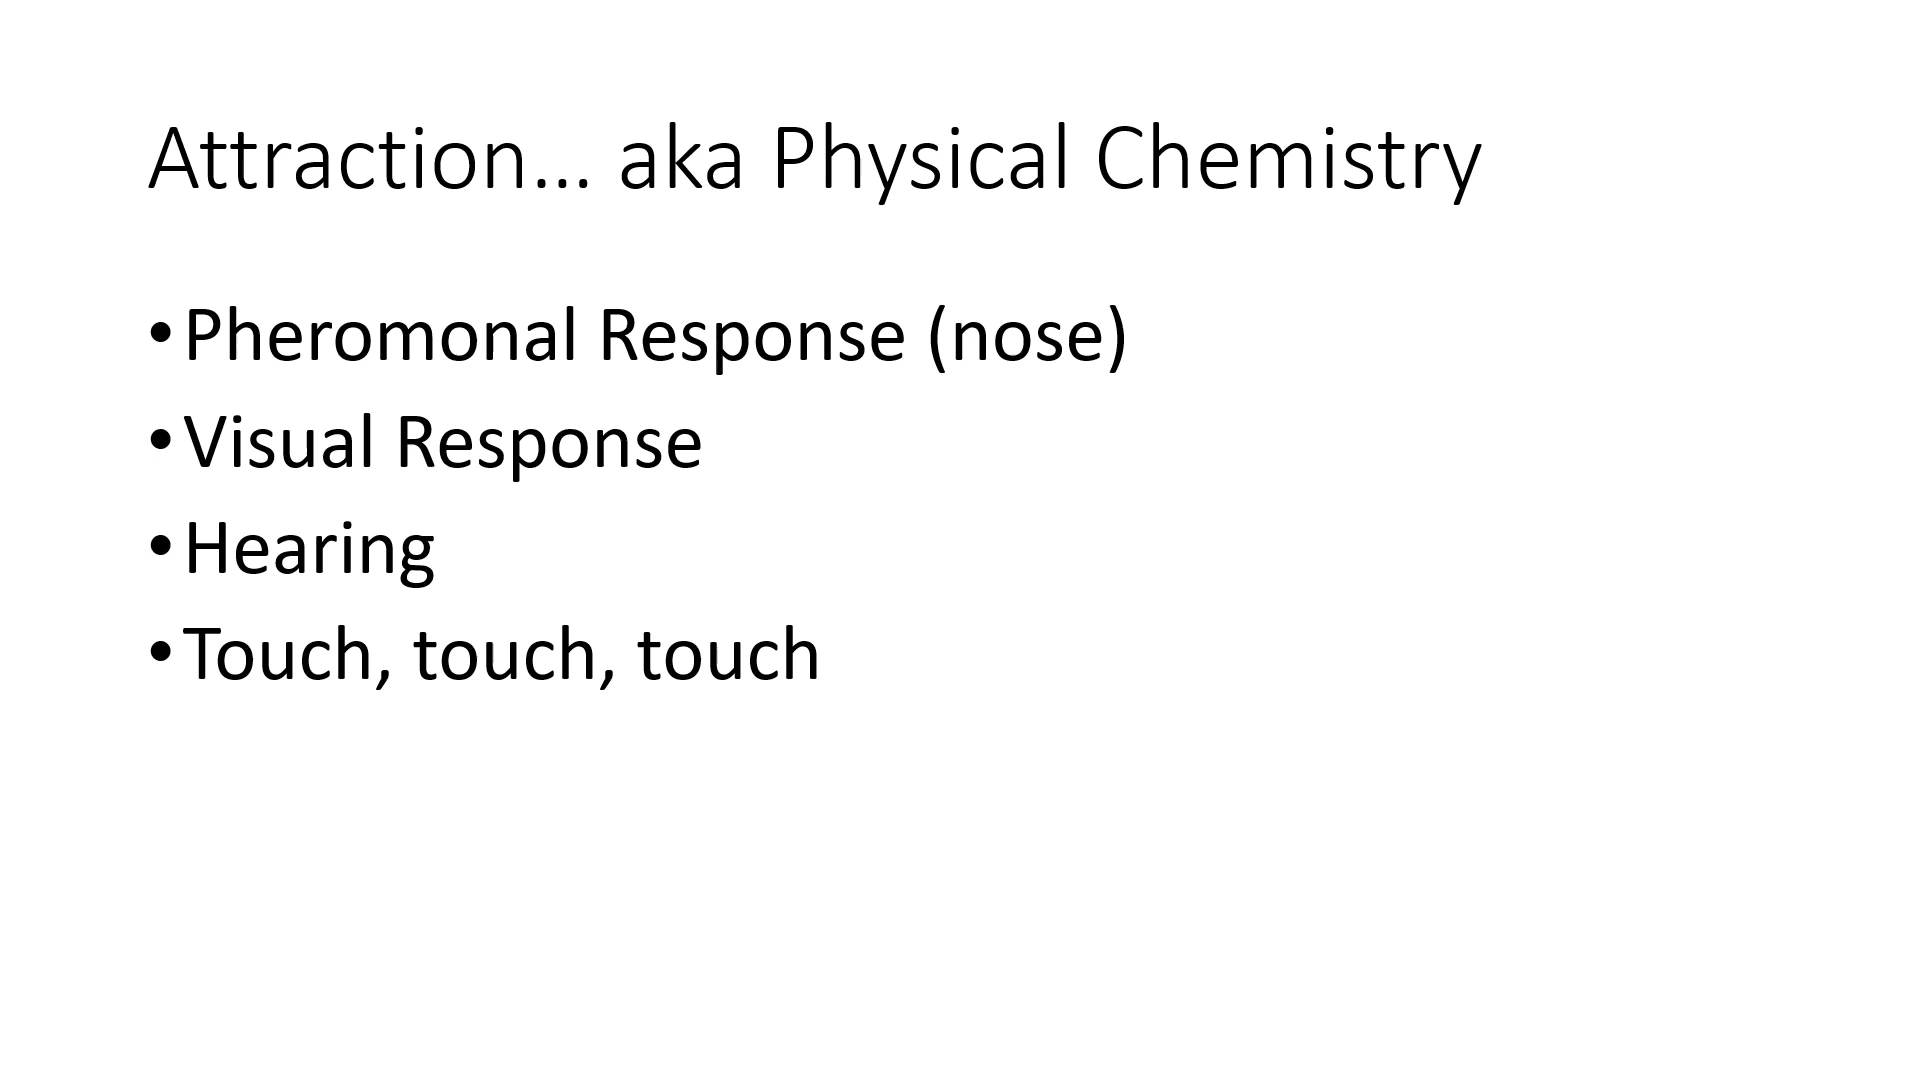 Attraction… aka Physical Chemistry
• Pheromonal Response (nose)
• Visual Response
• Hearing
• Touch, touch, touch